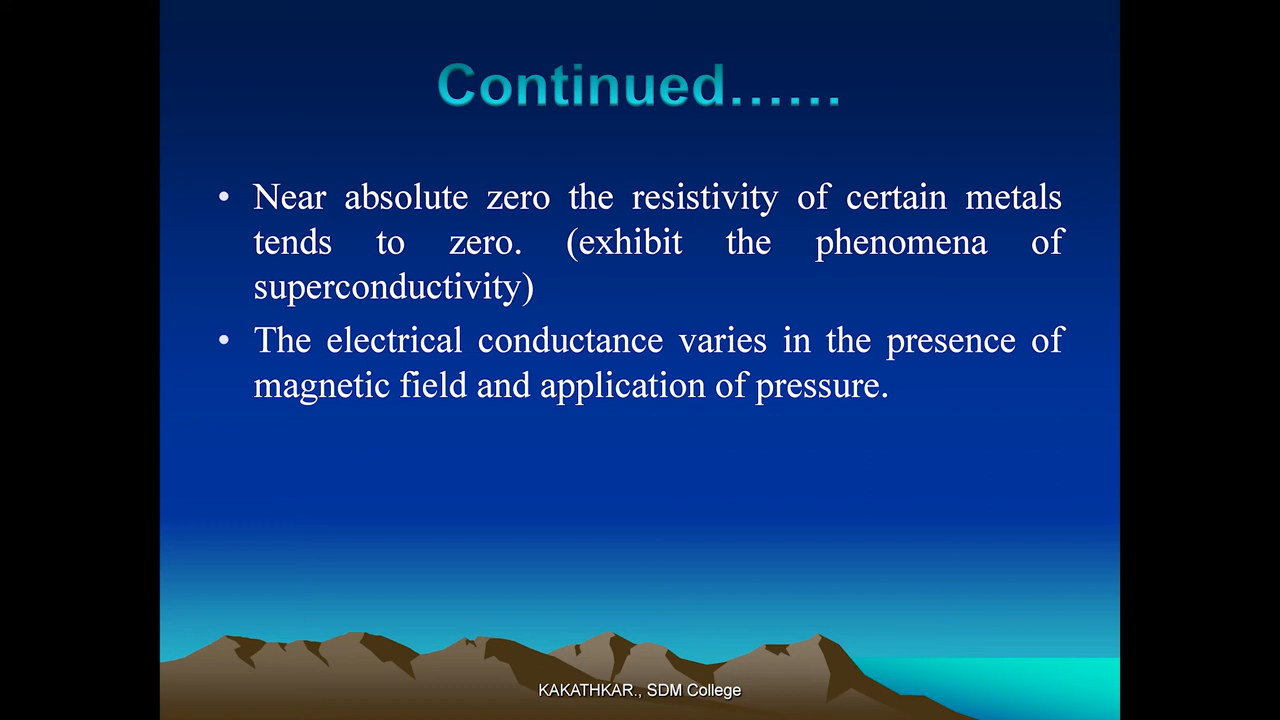 Continued……
• Near absolute zero the resistivity of certain metals
tends to zero. (exhibit the phenomena of
superconductivity)
• The electrical conductance varies in the presence of
magnetic field and application of pressure.
KAKATHKAR., SDM College